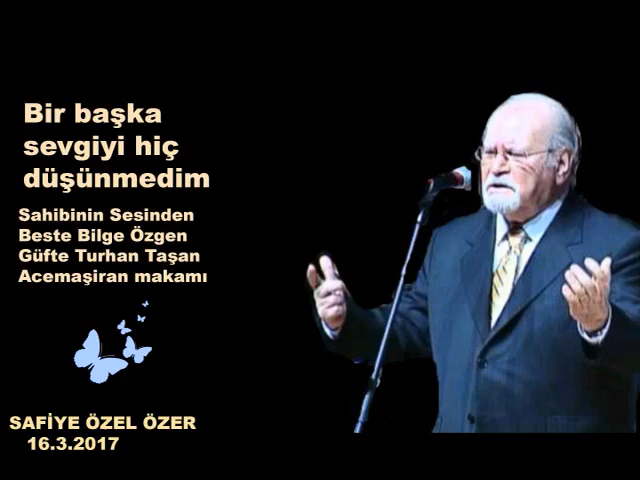 Bir başka
sevgiyi hiç
düşünmedim
Sahibinin Sesinden
Beste Bilge Özgen
Güfte Turhan Taşan
Acemaşiran makamı
SAFİYE ÖZEL ÖZER
16.3.2017